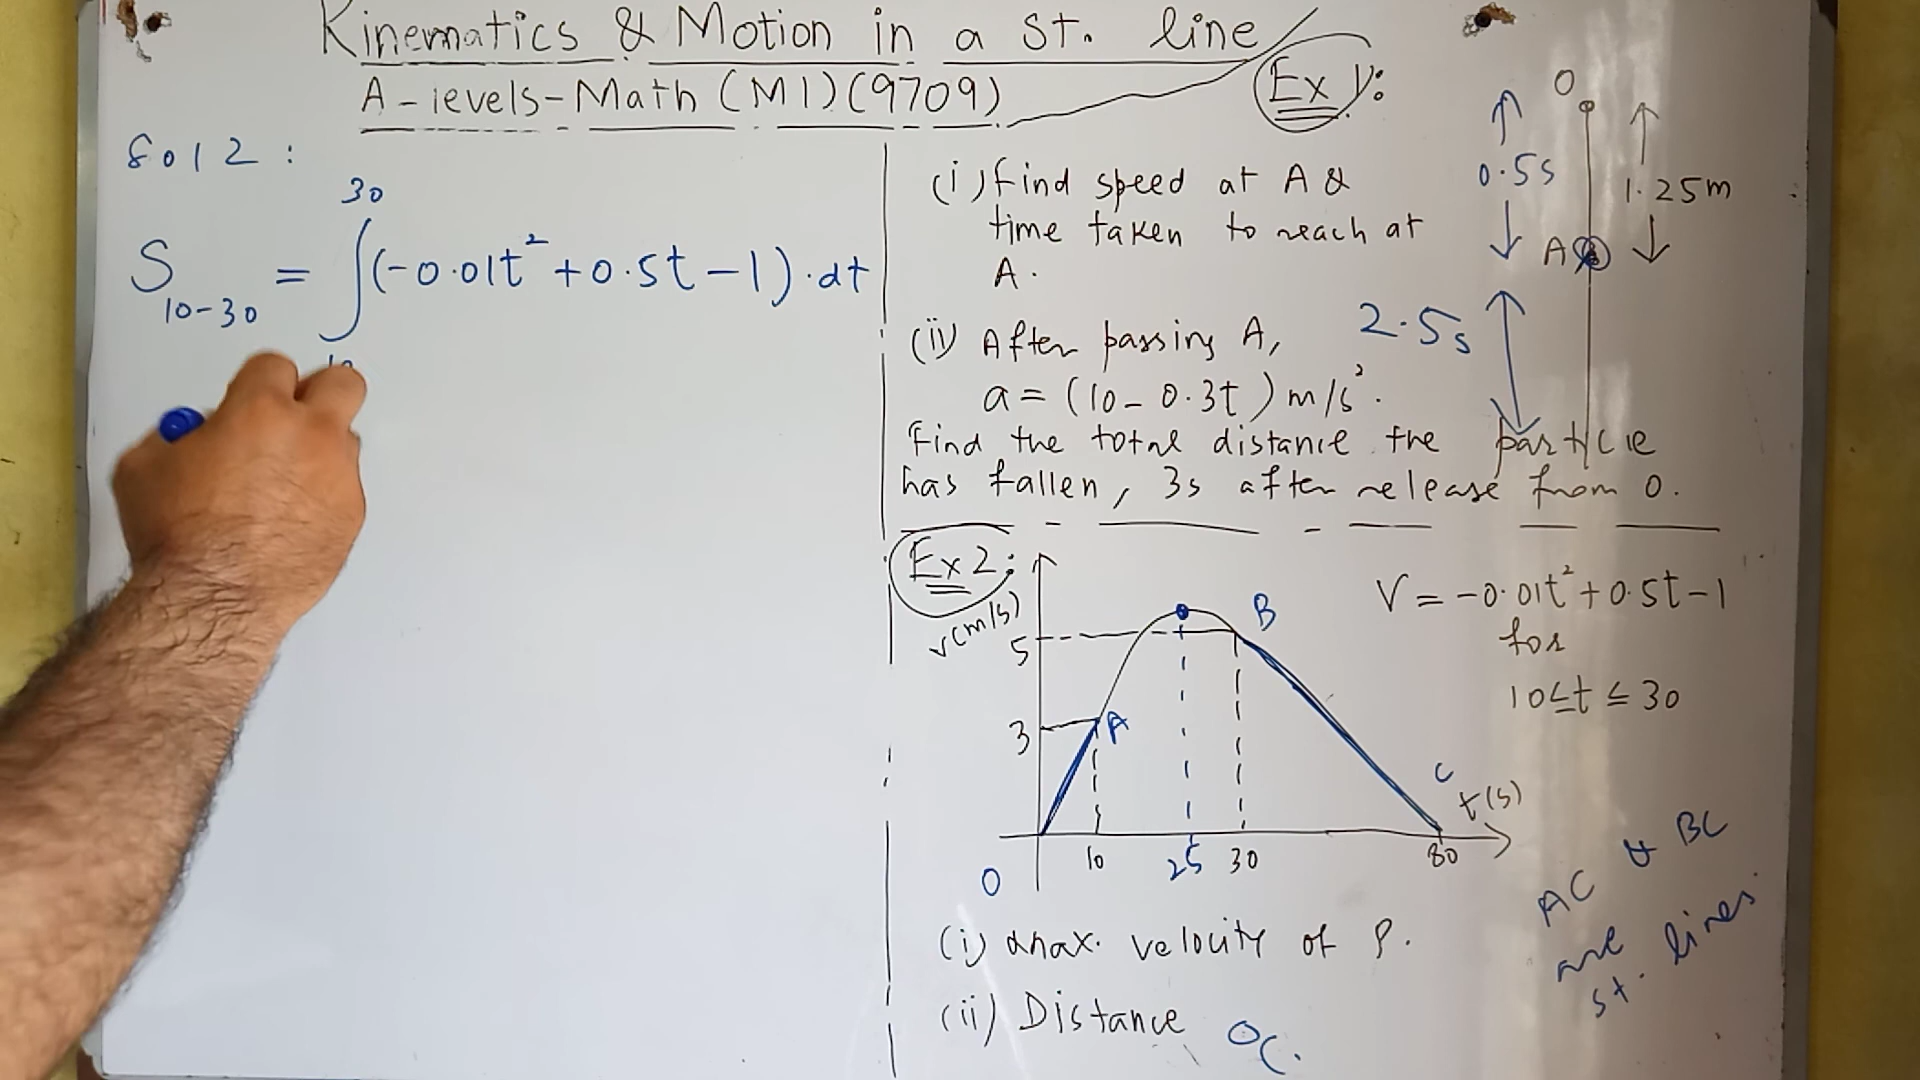 Kinematics & Motion in a st. line
A-levels-Math (M1)(9709)
Sol 2:
30
S10-30 = ∫(-0.01t²+0.5t-1).dt
10
Ex 1:
(i) find speed at A &
time taken to reach at
A.
(ii) After passing A,
a = (10-0.3t) m/s².
Find the total distance the particle
has fallen, 3s after release from O.
O
0.5s
1.25m
A
2.5s
Ex 2:
v(m/s)
5
3
A
B
C
t(s)
O
10
25
30
80
V = -0.01t²+0.5t-1
for
10≤t≤30
AC & BC
are
st. lines
(i) max. velocity of P.
(ii) Distance OC.